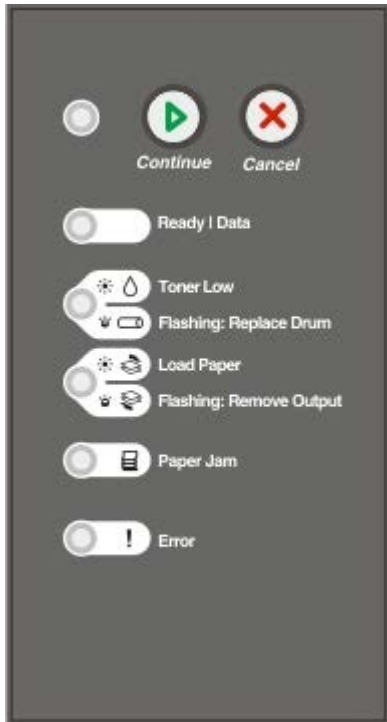 Continue
Cancel
Ready | Data
Toner Low
Flashing: Replace Drum
Load Paper
Flashing: Remove Output
Paper Jam
! Error